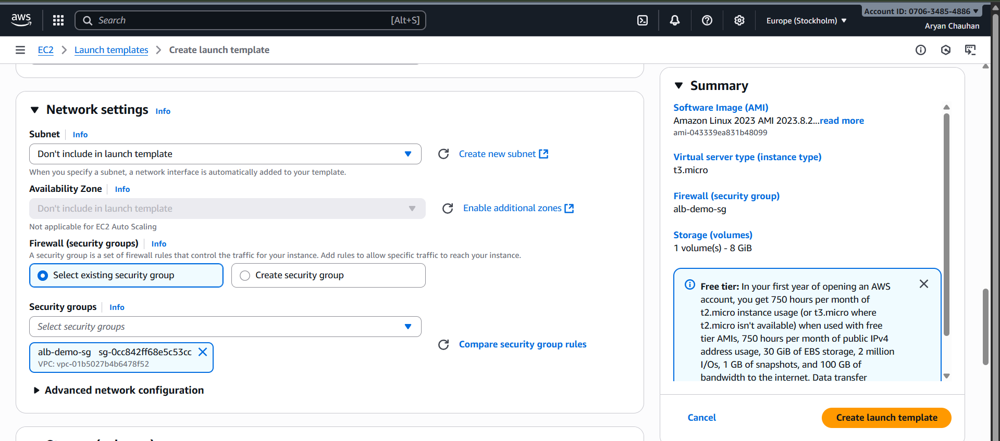 aws
Search
[Alt+S]
Europe (Stockholm)
Account ID: 0706-3485-4886
Aryan Chauhan
EC2
Launch templates
Create launch template
Network settings
Info
Subnet
Info
Don't include in launch template
Create new subnet
When you specify a subnet, a network interface is automatically added to your template.
Availability Zone
Info
Don't include in launch template
Enable additional zones
Not applicable for EC2 Auto Scaling
Firewall (security groups)
Info
A security group is a set of firewall rules that control the traffic for your instance. Add rules to allow specific traffic to reach your instance.
Select existing security group
Create security group
Security groups
Info
Select security groups
Compare security group rules
alb-demo-sg sg-0cc842ff68e5c53cc
VPC: vpc-01b5027b4b6478f52
Advanced network configuration
Summary
Software Image (AMI)
Amazon Linux 2023 AMI 2023.8.2...read more
ami-043339ea831b48099
Virtual server type (instance type)
t3.micro
Firewall (security group)
alb-demo-sg
Storage (volumes)
1 volume(s) - 8 GiB
Free tier: In your first year of opening an AWS
account, you get 750 hours per month of
t2.micro instance usage (or t3.micro where
t2.micro isn't available) when used with free
tier AMIs, 750 hours per month of public IPv4
address usage, 30 GiB of EBS storage, 2 million
I/Os, 1 GB of snapshots, and 100 GB of
bandwidth to the internet. Data transfer
Cancel
Create launch template